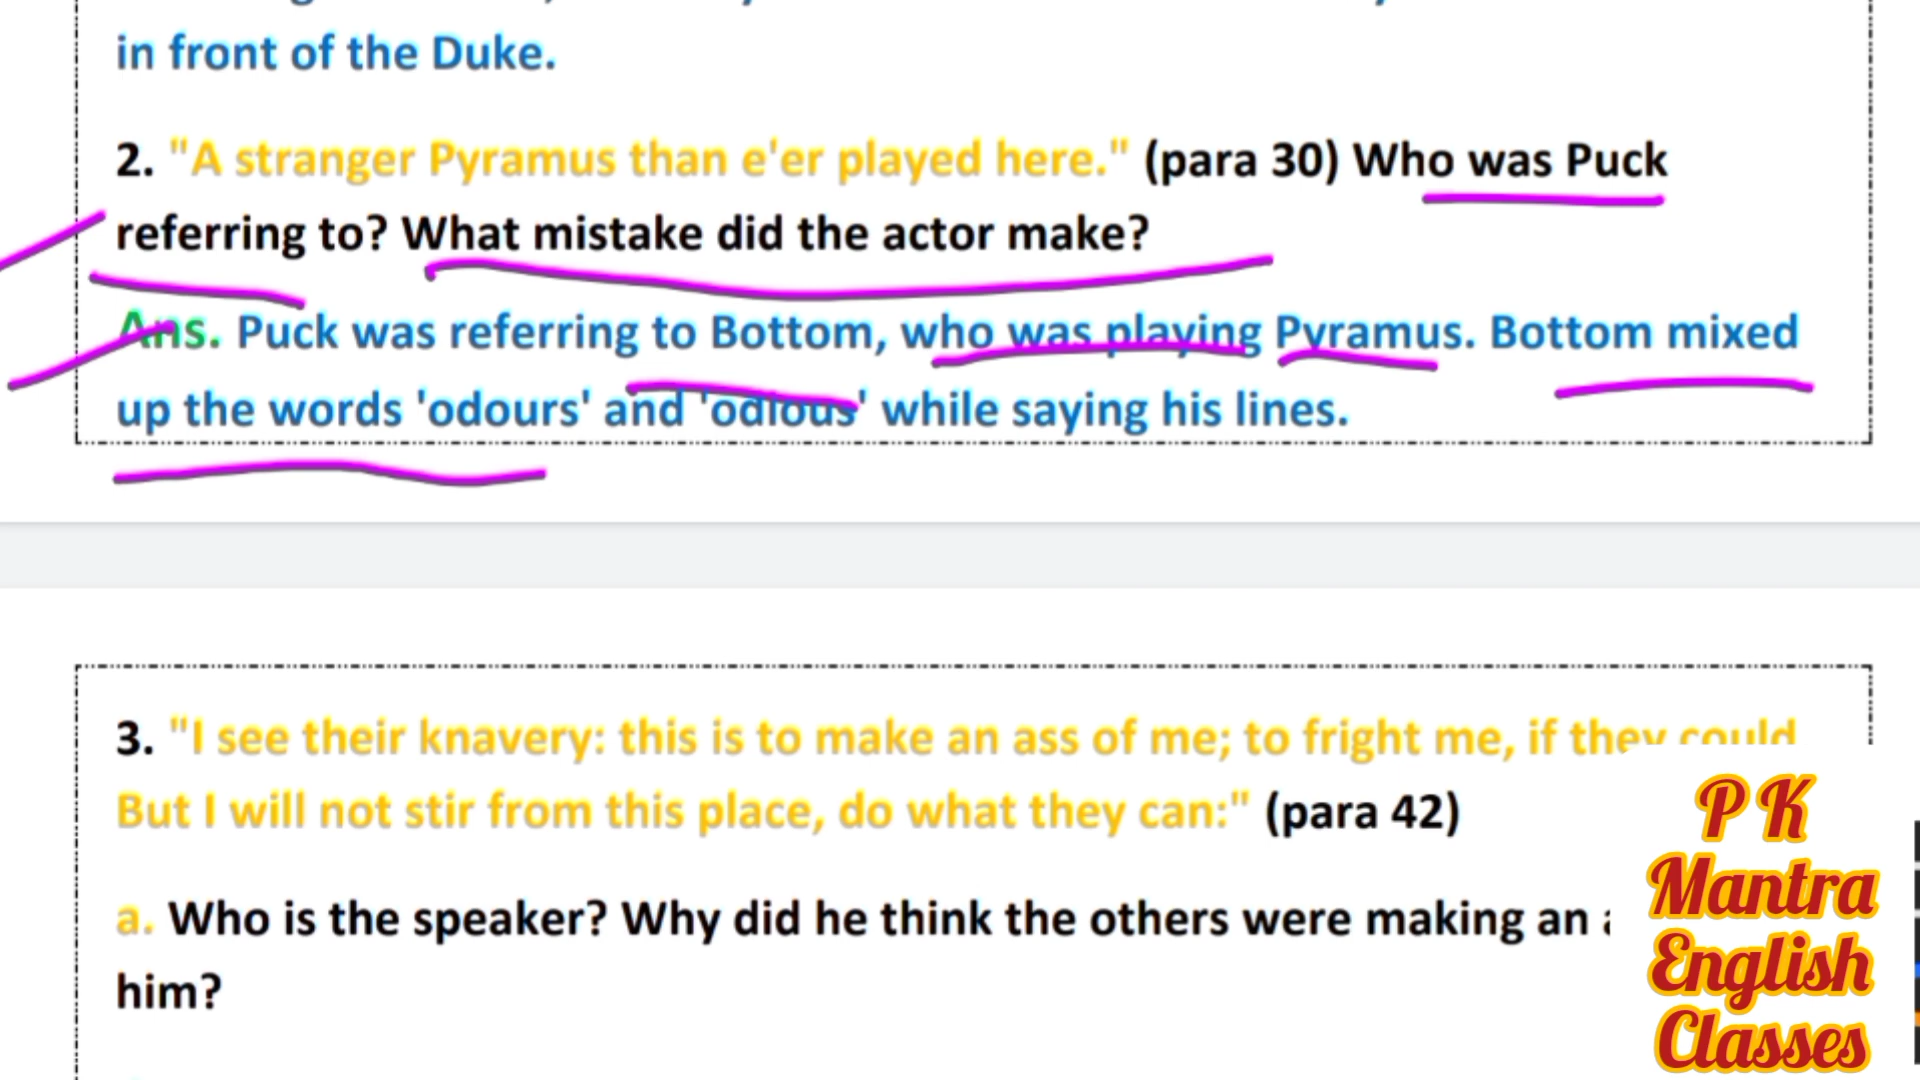 in front of the Duke.
2. "A stranger Pyramus than e'er played here." (para 30) Who was Puck
referring to? What mistake did the actor make?
Ans. Puck was referring to Bottom, who was playing Pyramus. Bottom mixed
up the words 'odours' and 'odious' while saying his lines.
3. "I see their knavery: this is to make an ass of me; to fright me, if they could
But I will not stir from this place, do what they can:" (para 42)
a. Who is the speaker? Why did he think the others were making an
him?
P K
Mantra
English
Classes